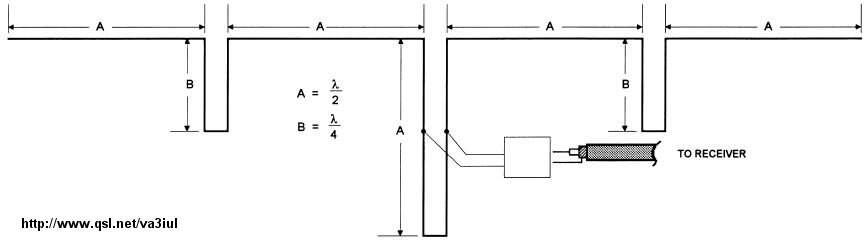 A A A A
B
A = λ/2
A
B
B = λ/4
TO RECEIVER
http://www.qsl.net/va3iul